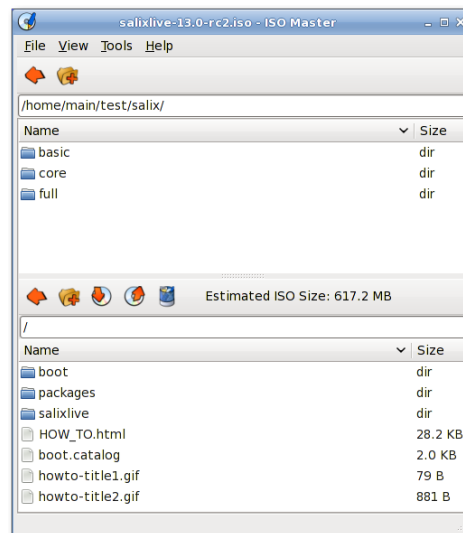 salixlive-13.0-rc2.iso - ISO Master
File View Tools Help
/home/main/test/salix/
Name Size
basic dir
core dir
full dir
Estimated ISO Size: 617.2 MB
/
Name Size
boot dir
packages dir
salixlive dir
HOW_TO.html 28.2 KB
boot.catalog 2.0 KB
howto-title1.gif 79 B
howto-title2.gif 881 B